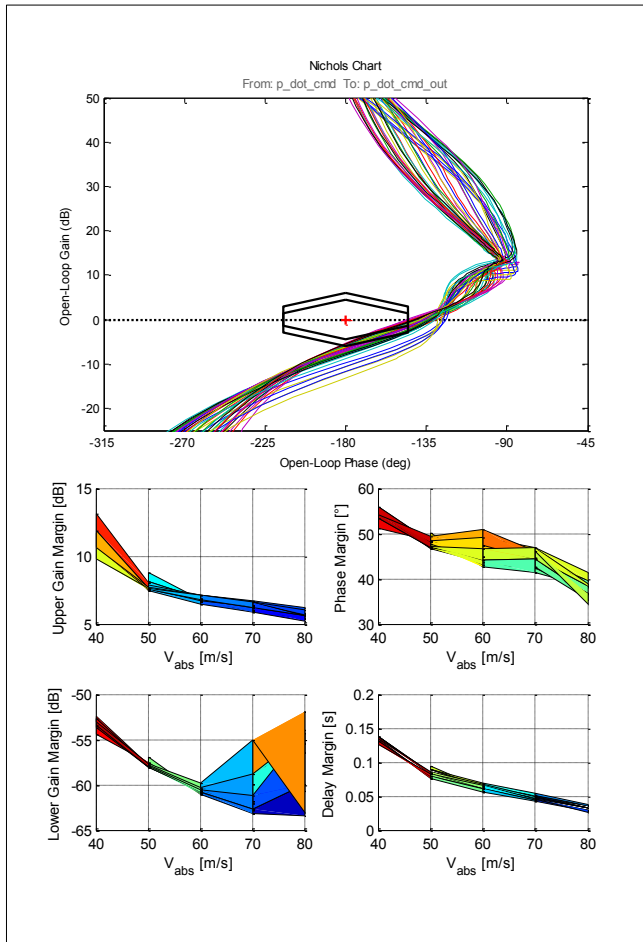 Nichols Chart
From: p_dot_cmd To: p_dot_cmd_out
Open-Loop Gain (dB)
50
40
30
20
10
0
-10
-20
-315 -270 -225 -180 -135 -90 -45
Open-Loop Phase (deg)
Upper Gain Margin [dB]
15
10
5
40 50 60 70 80
V_abs [m/s]
Phase Margin [°]
60
50
40
30
40 50 60 70 80
V_abs [m/s]
Lower Gain Margin [dB]
-50
-55
-60
-65
40 50 60 70 80
V_abs [m/s]
Delay Margin [s]
0.2
0.15
0.1
0.05
0
40 50 60 70 80
V_abs [m/s]